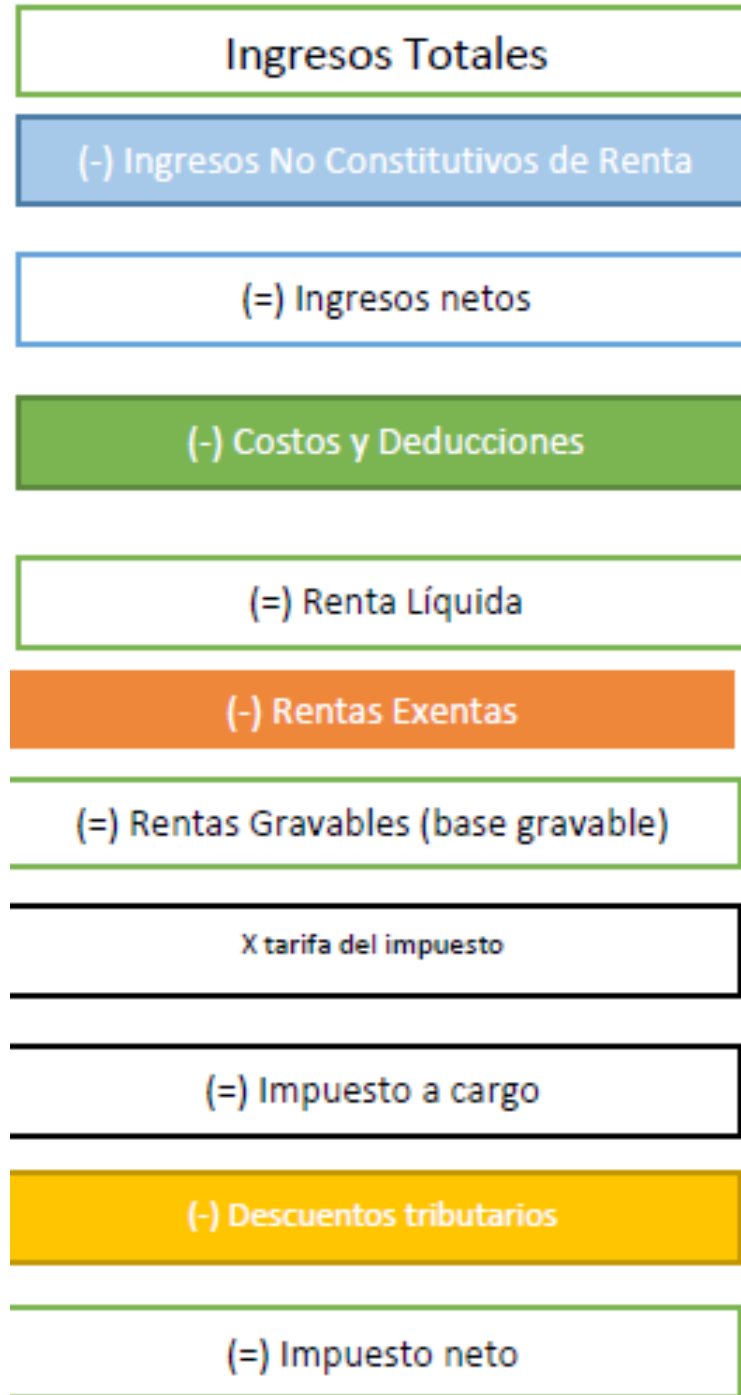 Ingresos Totales
(-) Ingresos No Constitutivos de Renta
(=) Ingresos netos
(-) Costos y Deducciones
(=) Renta Líquida
(-) Rentas Exentas
(=) Rentas Gravables (base gravable)
X tarifa del impuesto
(=) Impuesto a cargo
(-) Descuentos tributarios
(=) Impuesto neto